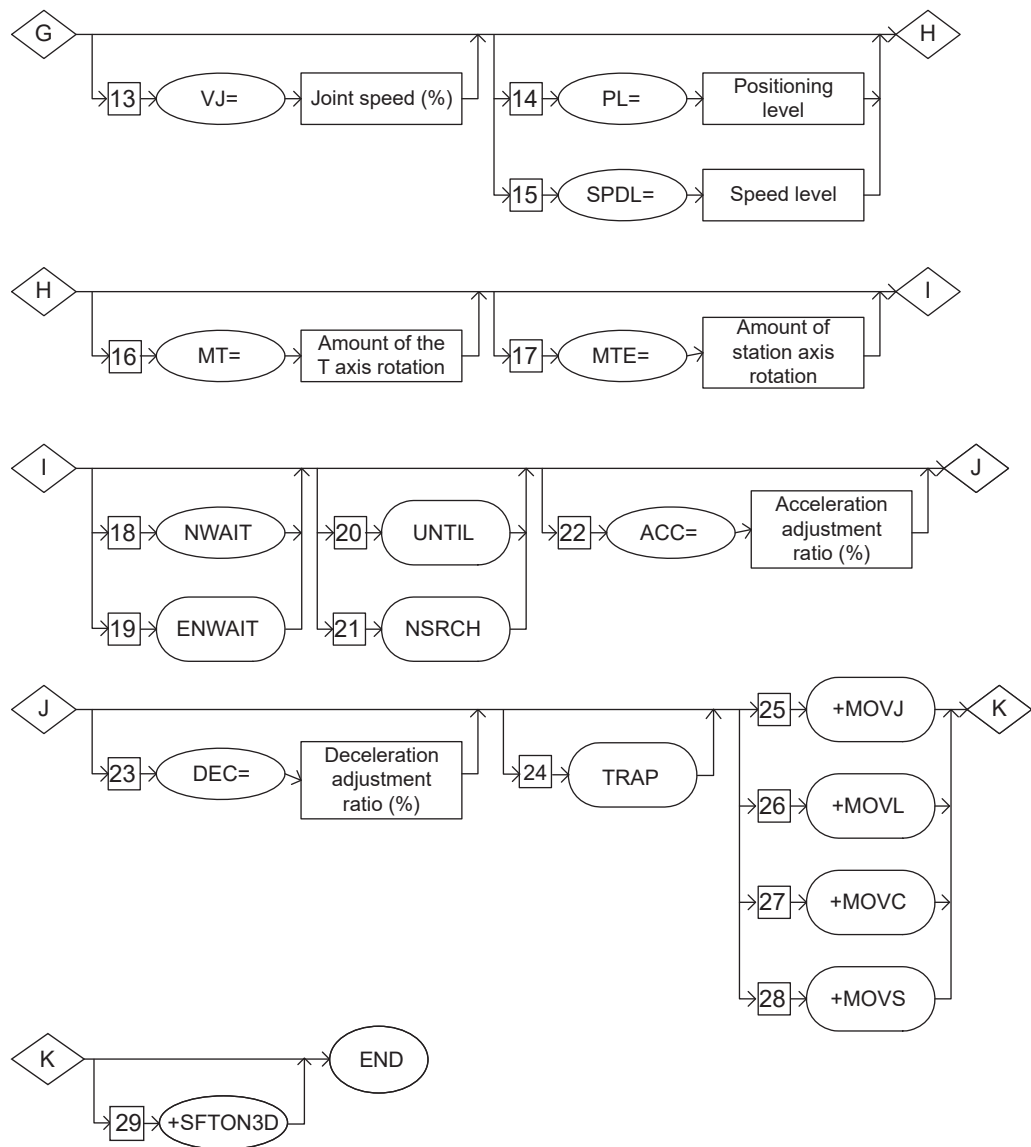 G
H
13
VJ=
Joint speed (%)
14
PL=
Positioning
level
15
SPDL=
Speed level
H
I
16
MT=
Amount of the
T axis rotation
17
MTE=
Amount of
station axis
rotation
I
J
18
NWAIT
20
UNTIL
22
ACC=
Acceleration
adjustment
ratio (%)
19
ENWAIT
21
NSRCH
J
K
23
DEC=
Deceleration
adjustment
ratio (%)
24
TRAP
25
+MOVJ
26
+MOVL
27
+MOVC
28
+MOVS
K
END
29
+SFTON3D